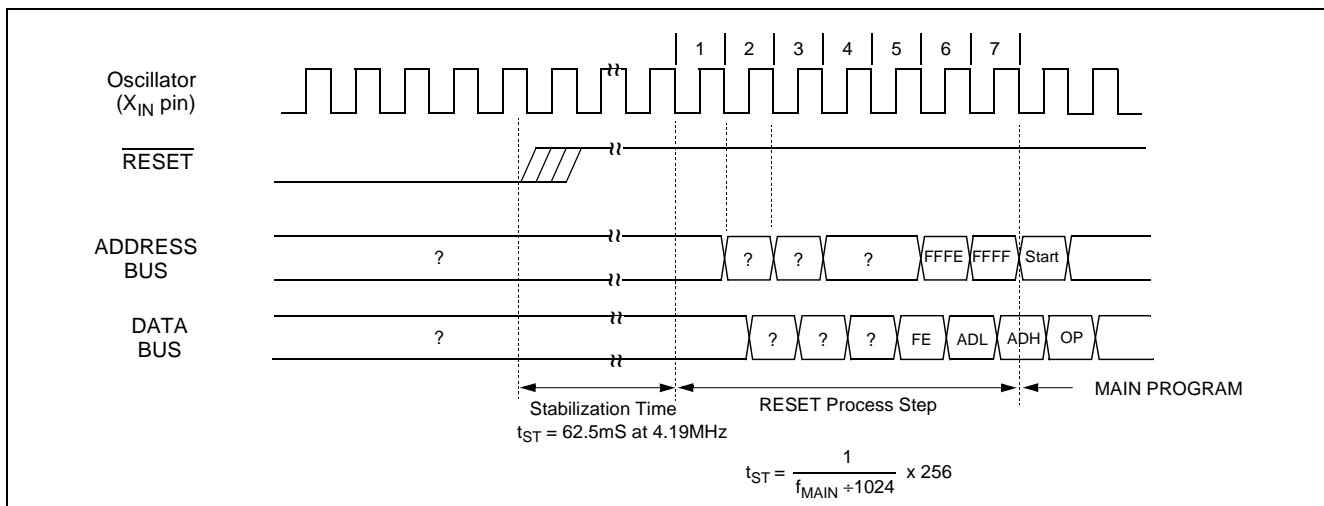 1 2 3 4 5 6 7
Oscillator
(X_IN pin)
RESET
ADDRESS
BUS
? ? ? ? FFFE FFFF Start
DATA
BUS
? ? ? ? FE ADL ADH OP
Stabilization Time
t_ST = 62.5mS at 4.19MHz
RESET Process Step
MAIN PROGRAM
t_ST = 1 / (f_MAIN ÷1024) x 256